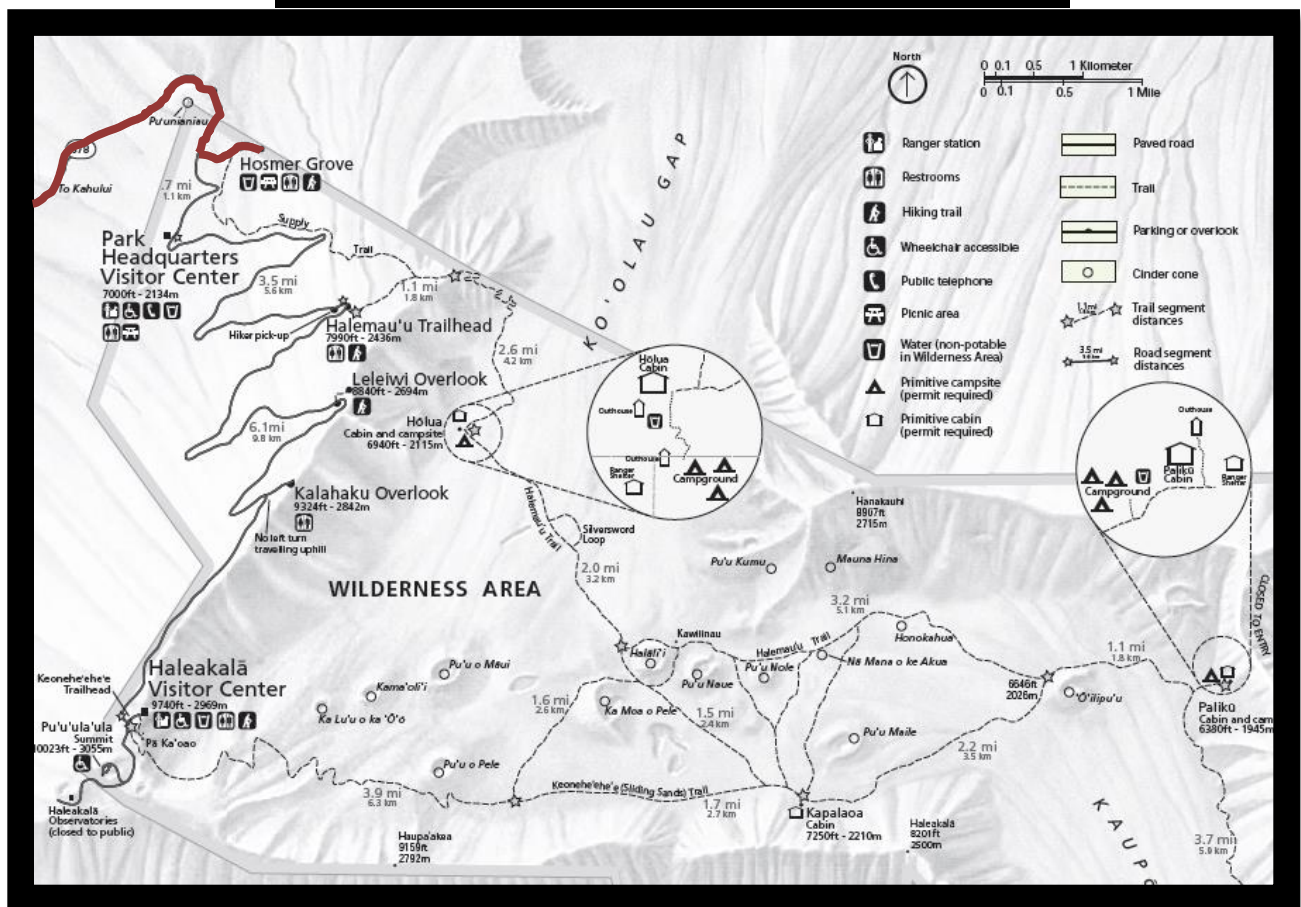 North
0 0.1 0.5 1 Kilometer
0 0.1 0.5 1 Mile
Pu'unianiau
378
To Kahului
.7 mi
1.1 km
Hosmer Grove
Supply
Trail
Park
Headquarters
Visitor Center
7000ft - 2134m
3.5 mi
5.6 km
1.1 mi
1.8 km
Hiker pick-up
Halemau'u Trailhead
7990ft - 2436m
2.6 mi
4.2 km
KO'OLAU GAP
Leleiwi Overlook
8840ft - 2694m
6.1mi
9.8 km
Hōlua
Cabin and campsite
6940ft - 2115m
Kalahaku Overlook
9324ft - 2842m
No left turn
travelling uphill
Hōlua
Cabin
Outhouse
Outhouse
Ranger
Shelter
Campground
Ranger station
Restrooms
Hiking trail
Wheelchair accessible
Public telephone
Picnic area
Water (non-potable
in Wilderness Area)
Primitive campsite
(permit required)
Primitive cabin
(permit required)
Paved road
Trail
Parking or overlook
Cinder cone
Trail segment
distances
3.5 mi
Road segment
distances
Outhouse
Palikū
Cabin
Ranger
Shelter
Campground
Halemau'u Trail
Silversword
Loop
2.0 mi
3.2 km
Hanakauhi
8907ft
2715m
Pu'u Kumu
Mauna Hina
WILDERNESS AREA
3.2 mi
5.1 km
Honokahua
CLOSED TO ENTRY
Kawilinau
Halāli'i
Halemau'u Trail
Pu'u Nole
Nā Mana o ke Akua
Pu'u Naue
1.1 mi
1.8 km
6646ft
2026m
'Ō'ilipu'u
Palikū
Cabin and cam
6380ft - 1945m
Haleakalā
Visitor Center
9740ft - 2969m
Keonehe'ehe'e
Trailhead
Pu'u'ula'ula
Summit
10023ft - 3055m
Pā Ka'oao
Haleakalā
Observatories
(closed to public)
Pu'u o Māui
Kama'oli'i
Ka Lu'u o ka 'Ō'ō
Pu'u o Pele
1.6 mi
2.6 km
Ka Moa o Pele
1.5 mi
2.4 km
Pu'u Maile
2.2 mi
3.5 km
3.9 mi
6.3 km
Keonehe'ehe'e (Sliding Sands) Trail
1.7 mi
2.7 km
Kapalaoa
Cabin
7250ft - 2210m
Haupa'akea
9159ft
2792m
Haleakalā
8201ft
2500m
3.7 mi
5.9 km
KAUPŌ